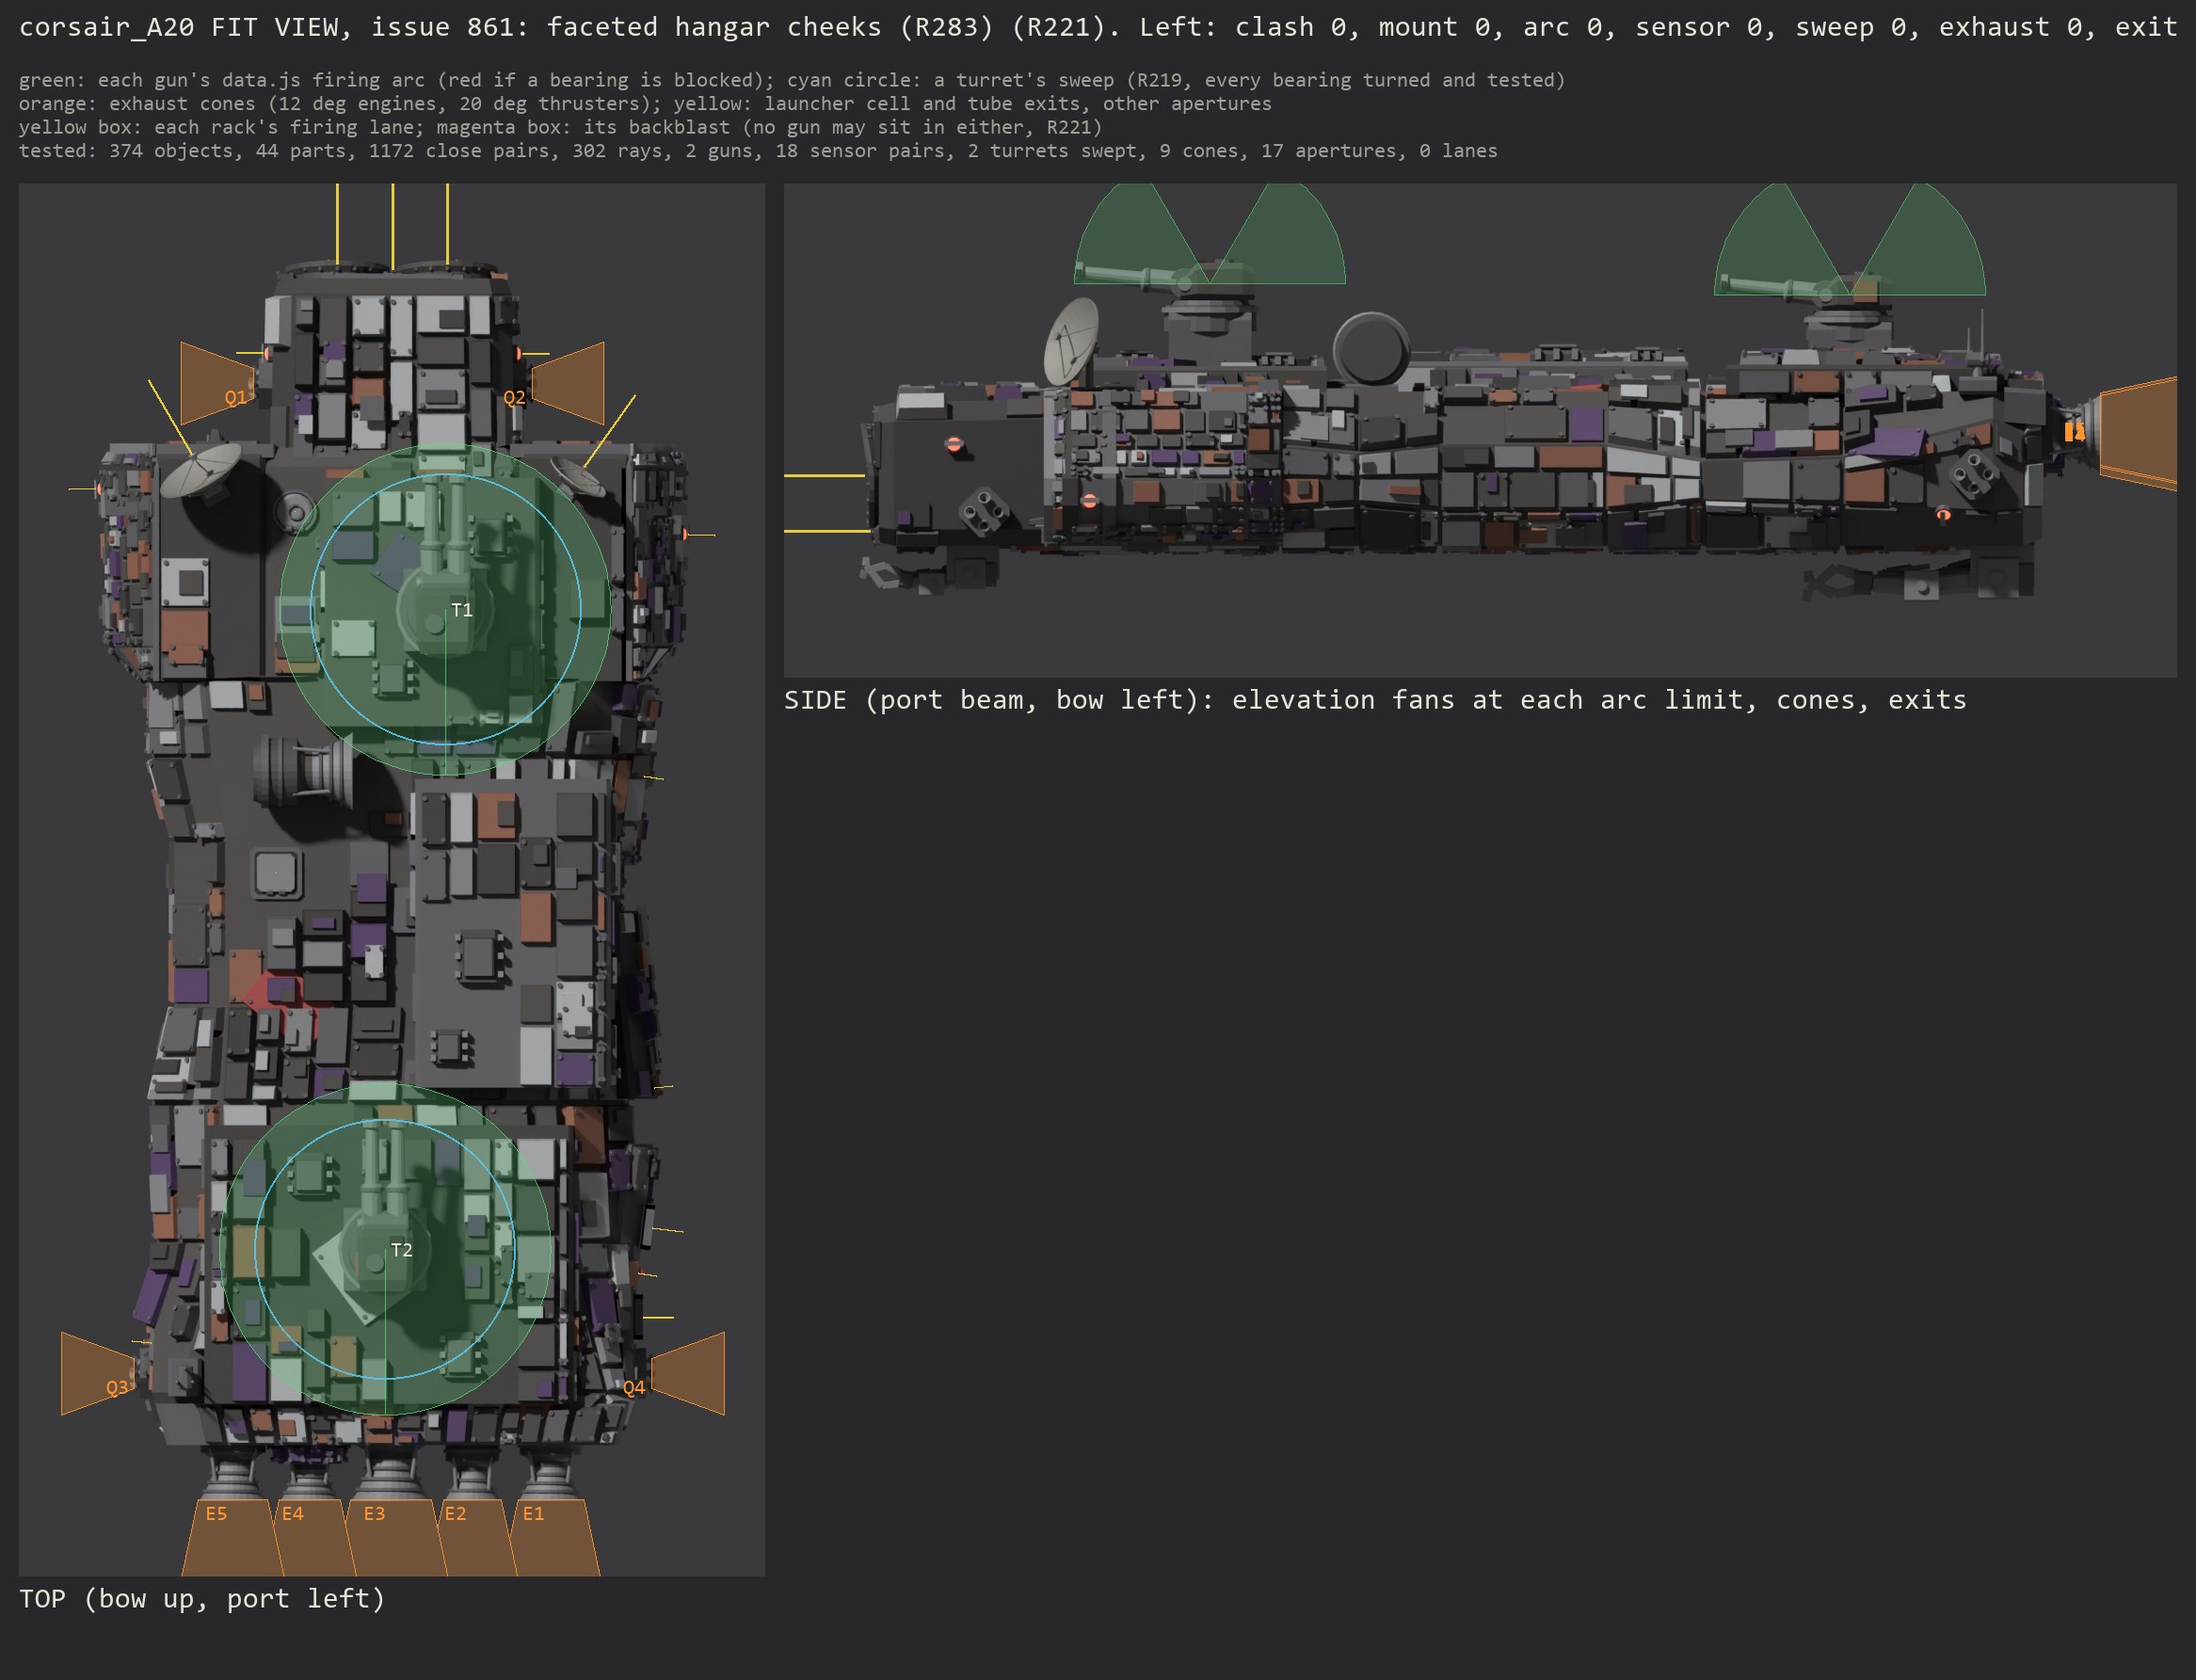 corsair_A20 FIT VIEW, issue 861: faceted hangar cheeks (R283) (R221). Left: clash 0, mount 0, arc 0, sensor 0, sweep 0, exhaust 0, exit
green: each gun's data.js firing arc (red if a bearing is blocked); cyan circle: a turret's sweep (R219, every bearing turned and tested)
orange: exhaust cones (12 deg engines, 20 deg thrusters); yellow: launcher cell and tube exits, other apertures
yellow box: each rack's firing lane; magenta box: its backblast (no gun may sit in either, R221)
tested: 374 objects, 44 parts, 1172 close pairs, 302 rays, 2 guns, 18 sensor pairs, 2 turrets swept, 9 cones, 17 apertures, 0 lanes
Q1
Q2
T1
T2
Q3
Q4
E5
E4
E3
E2
E1
TOP (bow up, port left)
SIDE (port beam, bow left): elevation fans at each arc limit, cones, exits